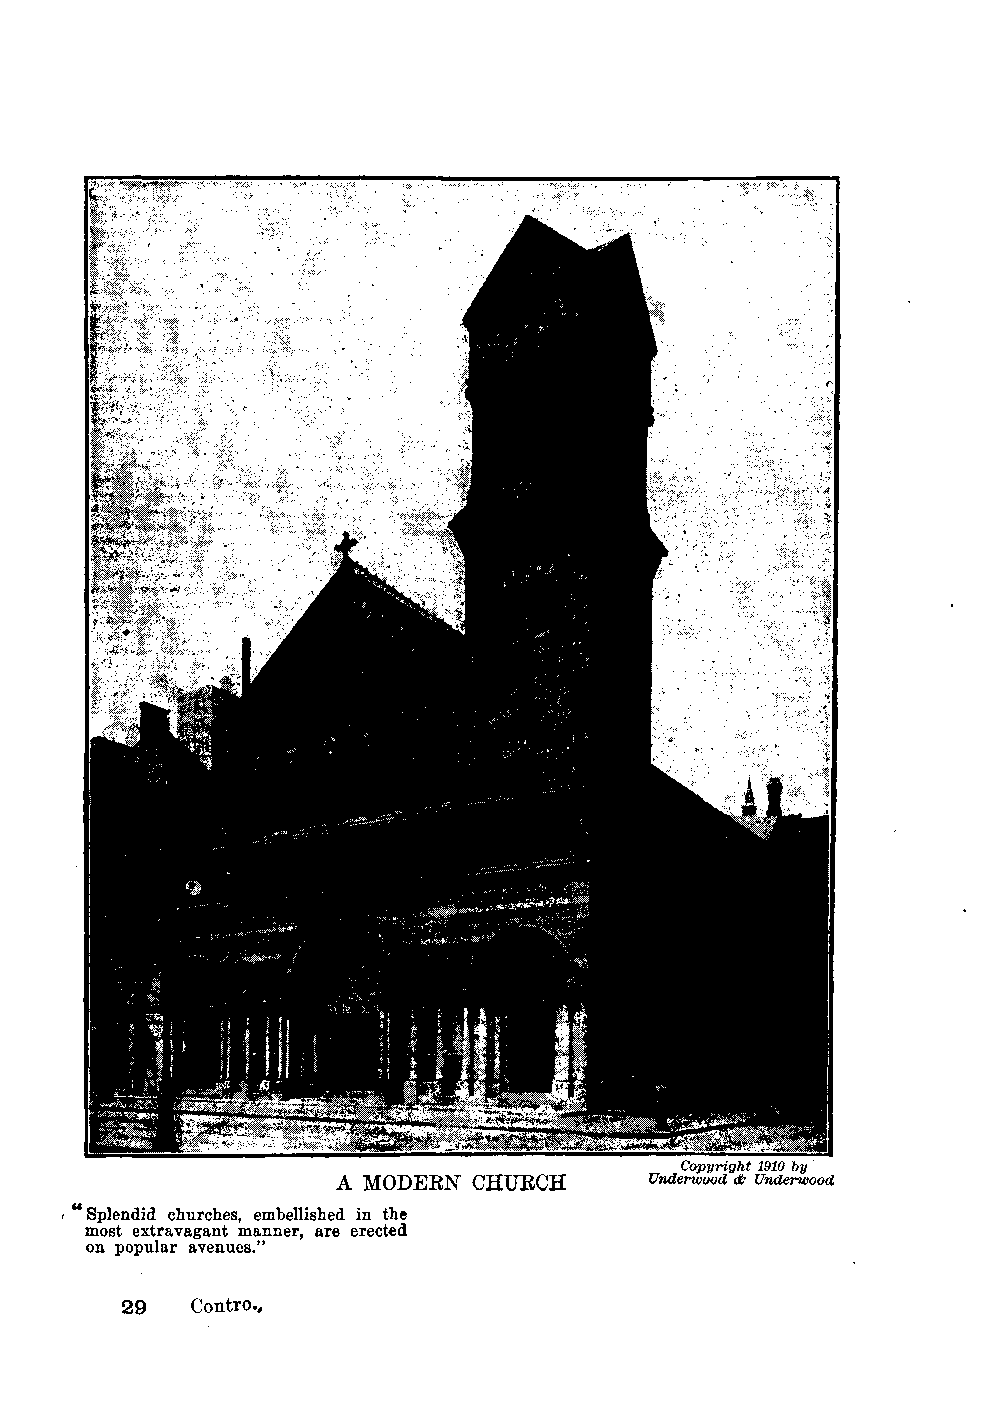 Copyright 1910 by
Underwood & Underwood
A MODERN CHURCH
"Splendid churches, embellished in the
most extravagant manner, are erected
on popular avenues."
29 Contro.,